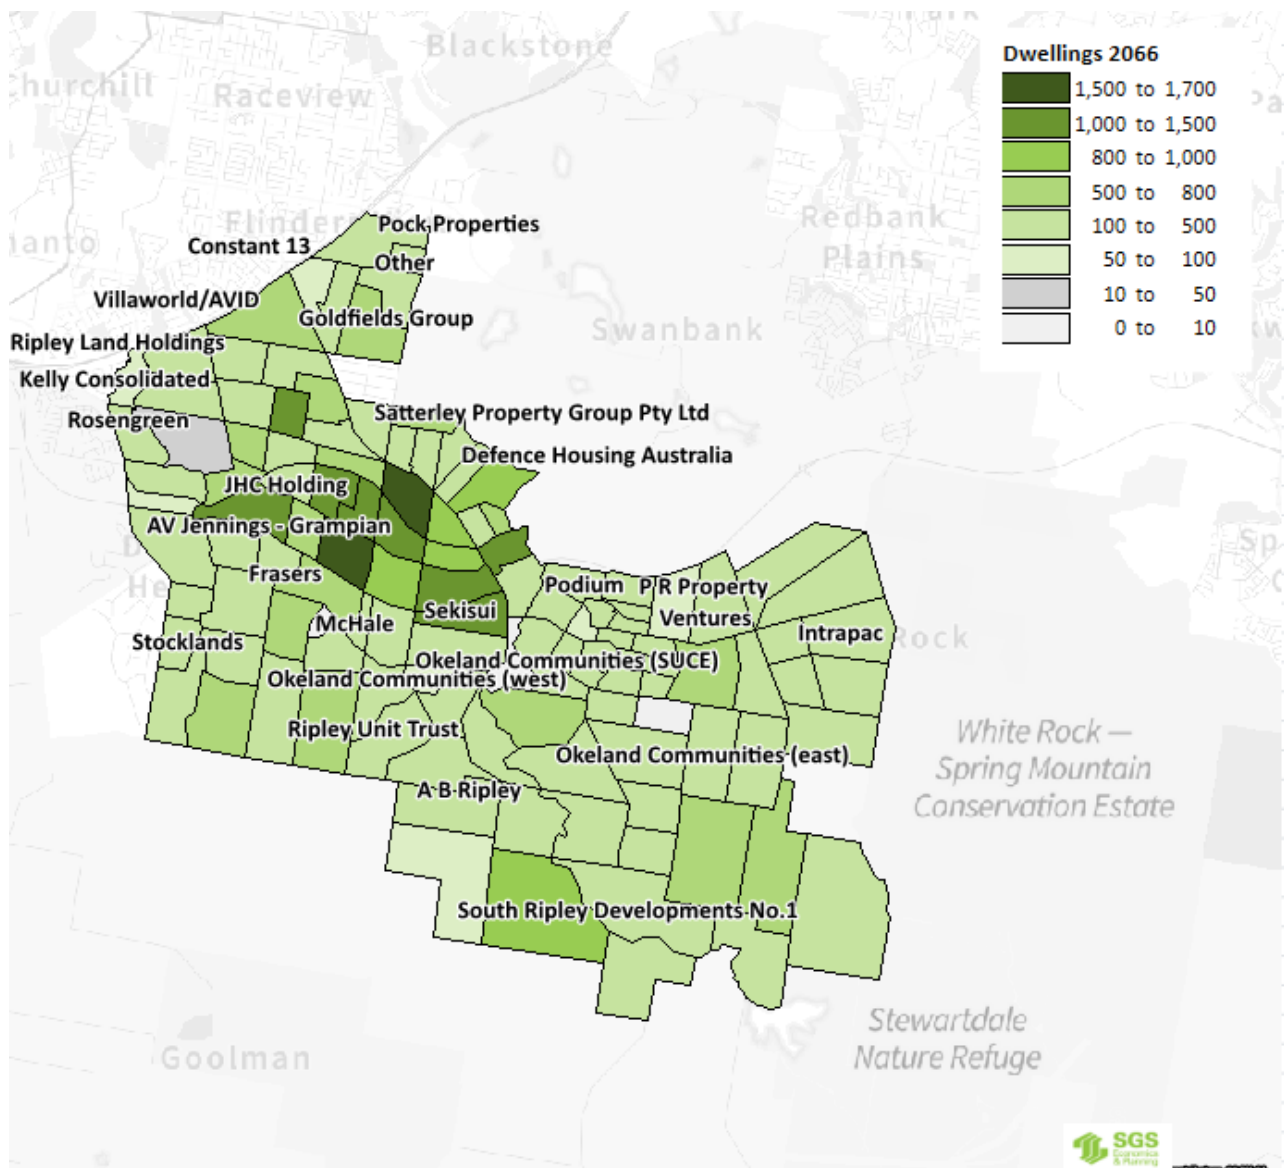 Blackstone
Churchill
Raceview
Dwellings 2066
1,500 to 1,700
1,000 to 1,500
800 to 1,000
500 to 800
100 to 500
50 to 100
10 to 50
0 to 10
Pock Properties
Constant 13
Other
Redbank
Plains
Villaworld/AVID
Goldfields Group
Swanbank
Ripley Land Holdings
Kelly Consolidated
Rosengreen
Satterley Property Group Pty Ltd
Defence Housing Australia
JHC Holding
AV Jennings - Grampian
Frasers
Podium
P R Property
Ventures
McHale
Sekisui
Intrapac
Rock
Stocklands
Okeland Communities (SUCE)
Okeland Communities (west)
Ripley Unit Trust
Okeland Communities (east)
White Rock —
Spring Mountain
Conservation Estate
A B Ripley
South Ripley Developments No.1
Stewartdale
Nature Refuge
Goolman
SGS
Economics
& Planning